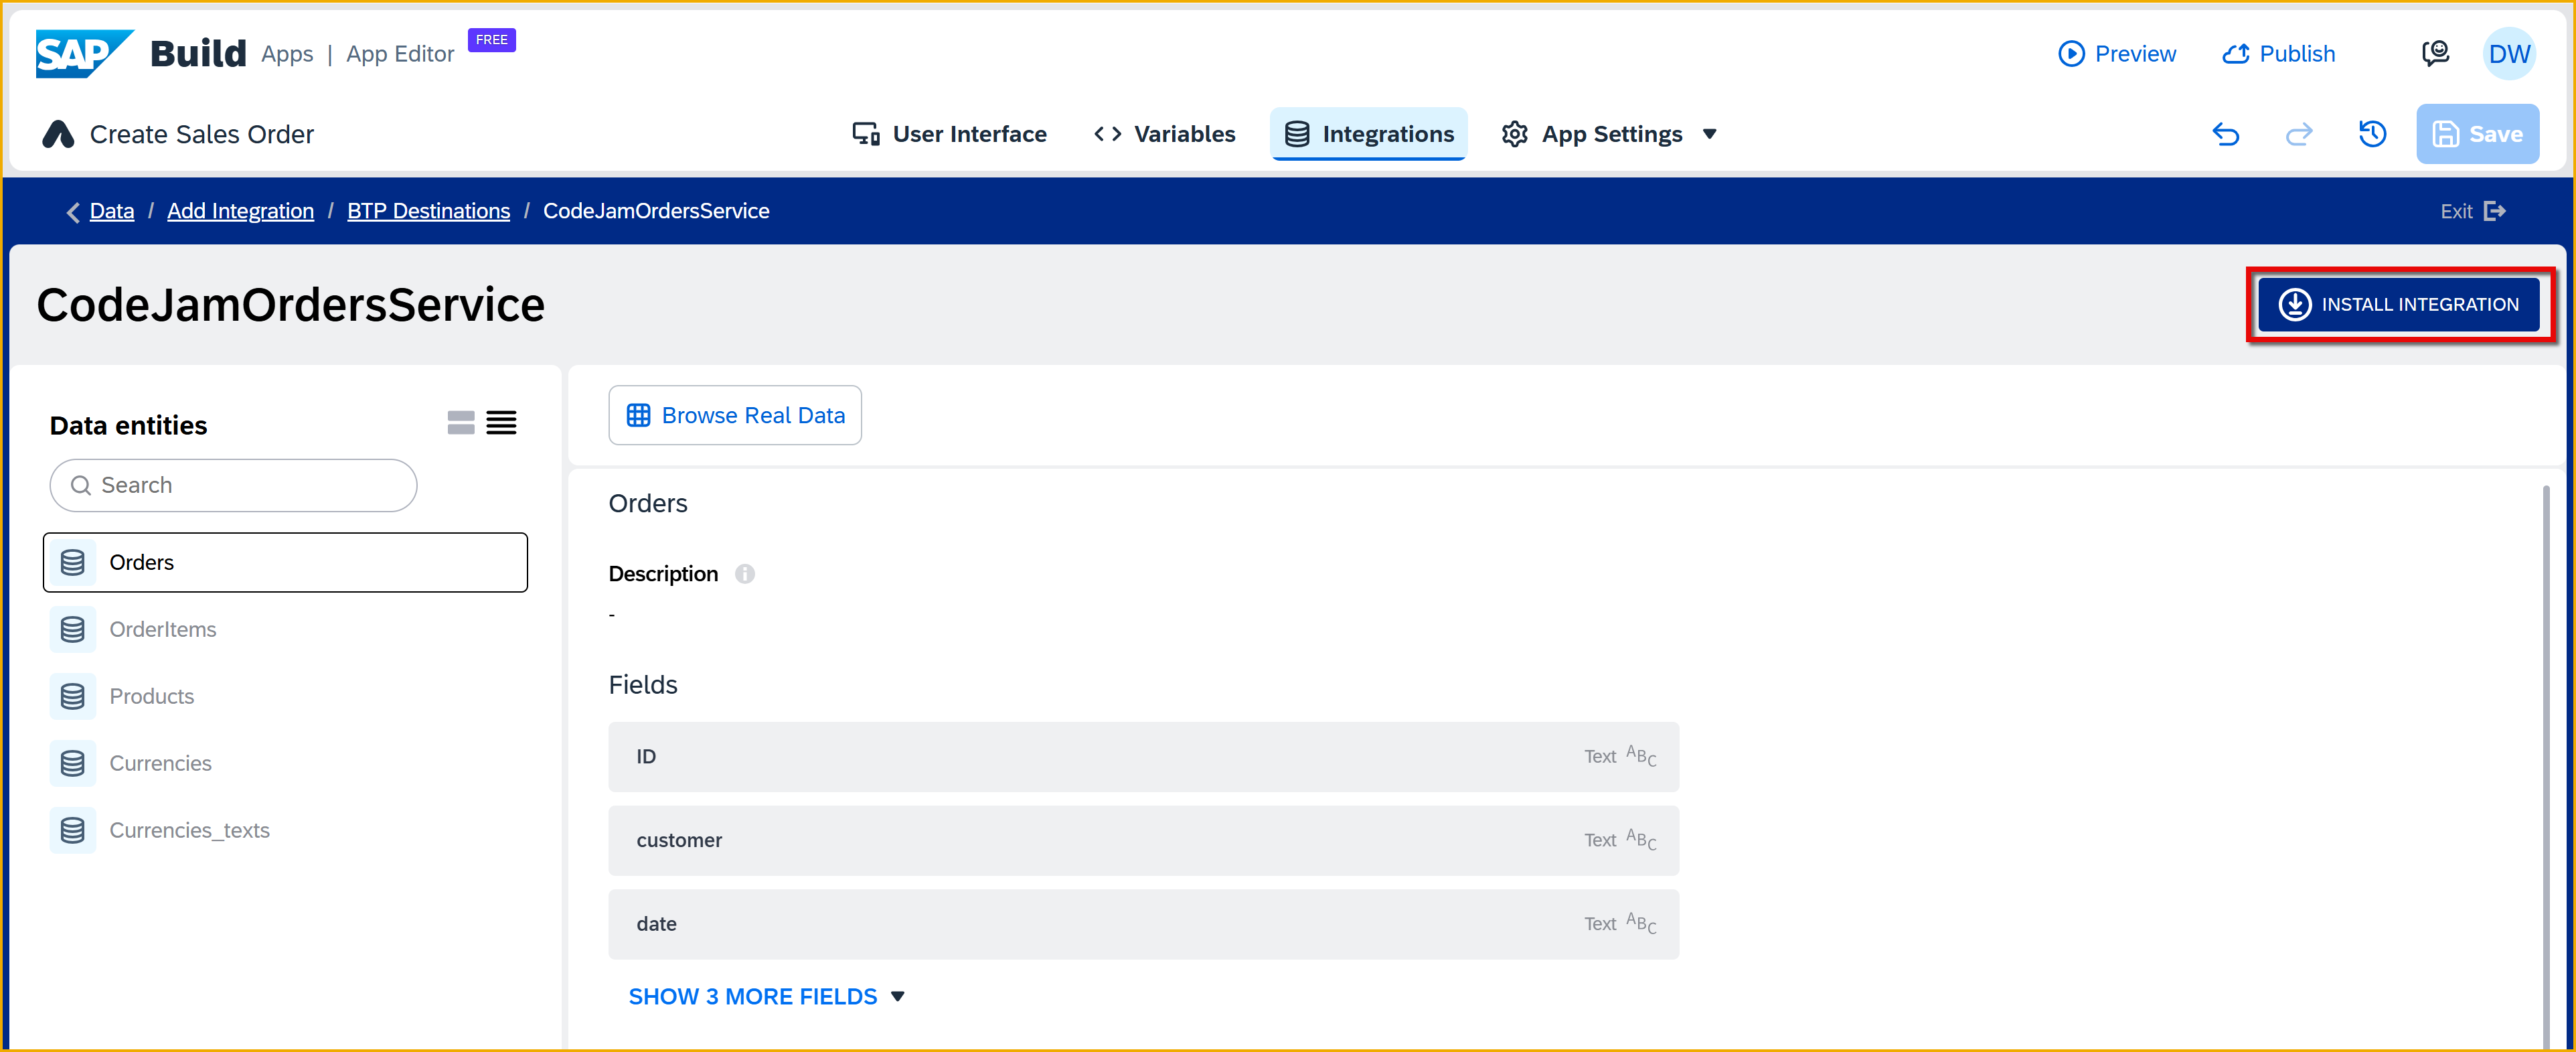 SAP Build Apps | App Editor FREE Preview Publish DW
Create Sales Order User Interface Variables Integrations App Settings Save
Data / Add Integration / BTP Destinations / CodeJamOrdersService Exit
CodeJamOrdersService INSTALL INTEGRATION
Data entities
Search
Orders
OrderItems
Products
Currencies
Currencies_texts
Browse Real Data
Orders
Description
-
Fields
ID Text ABC
customer Text ABC
date Text ABC
SHOW 3 MORE FIELDS